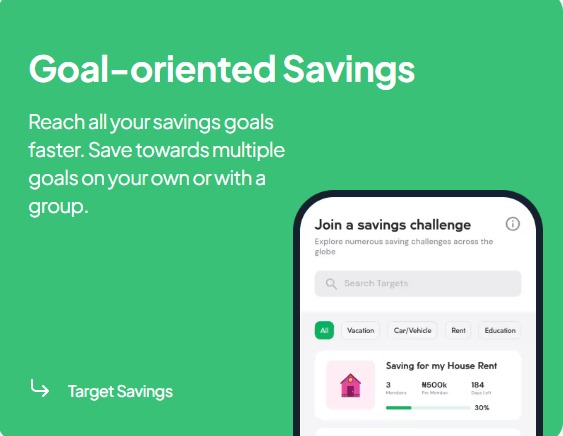 Goal-oriented Savings
Reach all your savings goals
faster. Save towards multiple
goals on your own or with a
group.
Join a savings challenge
Explore numerous saving challenges across the
globe
Search Targets
All Vacation Car/Vehicle Rent Education
Saving for my House Rent
3 ₦500k 184
Members Per Member Days Left
30%
Target Savings